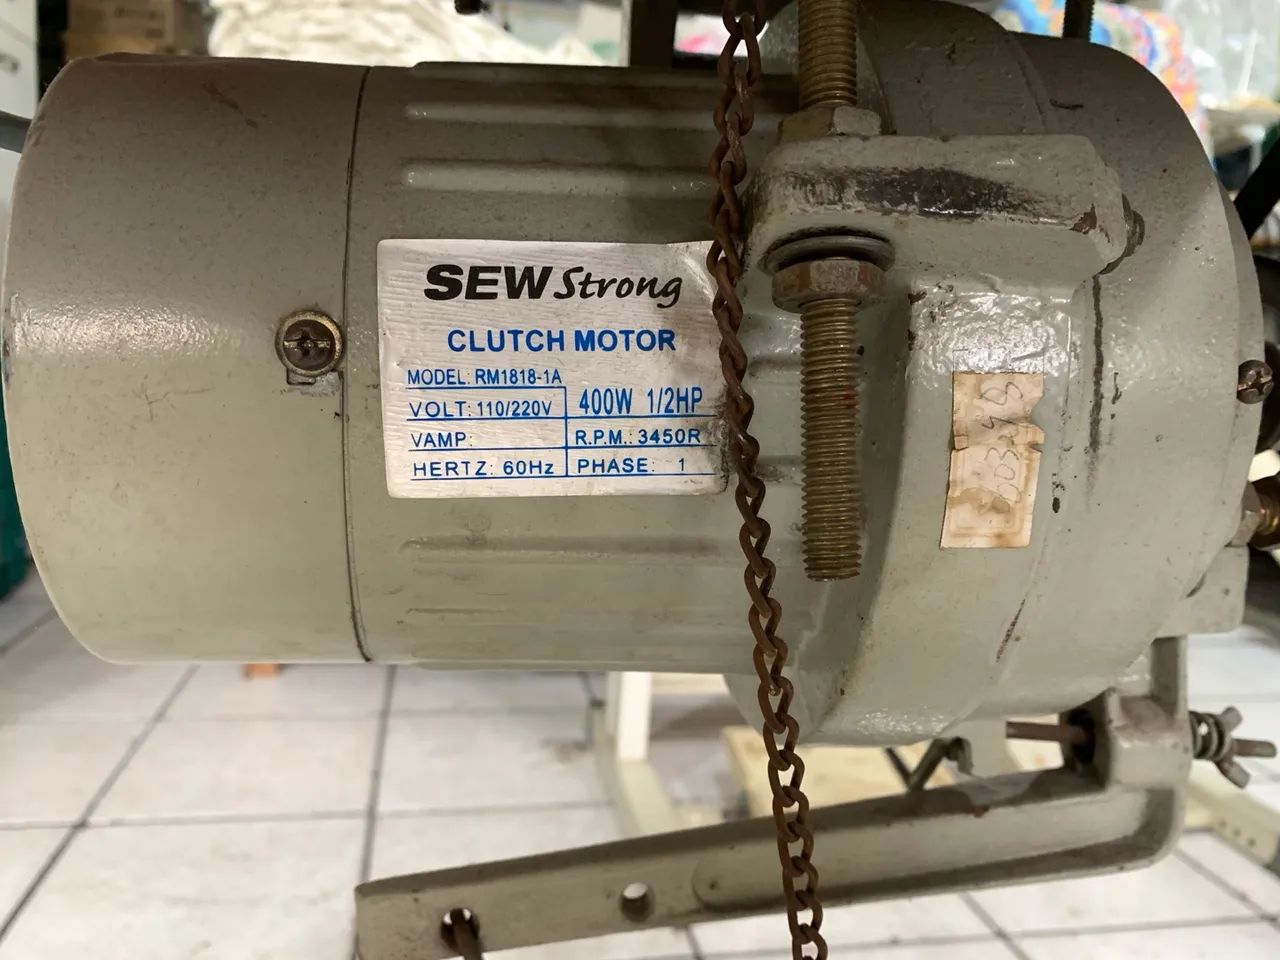 SEW Strong
CLUTCH MOTOR
MODEL: RM1818-1A
VOLT: 110/220V
400W 1/2HP
VAMP:
R.P.M.: 3450R
HERTZ: 60Hz
PHASE: 1